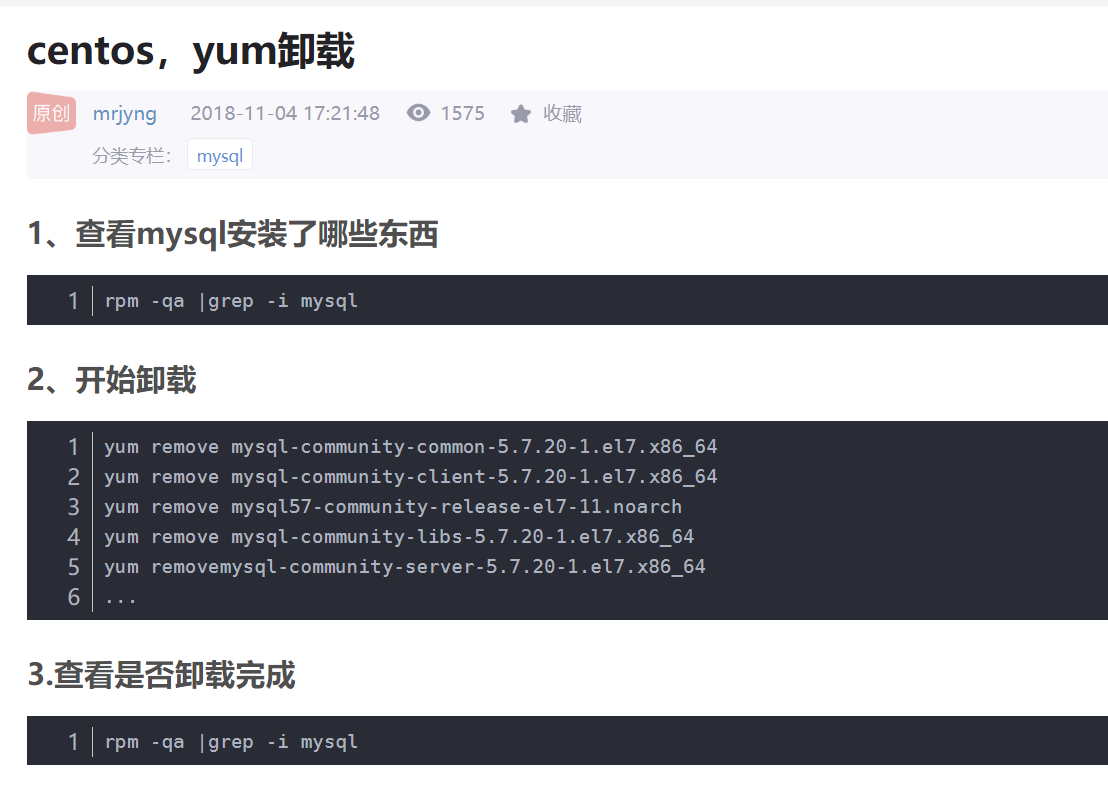 centos，yum卸载
原创 mrjyng 2018-11-04 17:21:48 1575 收藏
分类专栏： mysql
1、查看mysql安装了哪些东西
1 rpm -qa |grep -i mysql
2、开始卸载
1 yum remove mysql-community-common-5.7.20-1.el7.x86_64
2 yum remove mysql-community-client-5.7.20-1.el7.x86_64
3 yum remove mysql57-community-release-el7-11.noarch
4 yum remove mysql-community-libs-5.7.20-1.el7.x86_64
5 yum removemysql-community-server-5.7.20-1.el7.x86_64
6 ...
3.查看是否卸载完成
1 rpm -qa |grep -i mysql